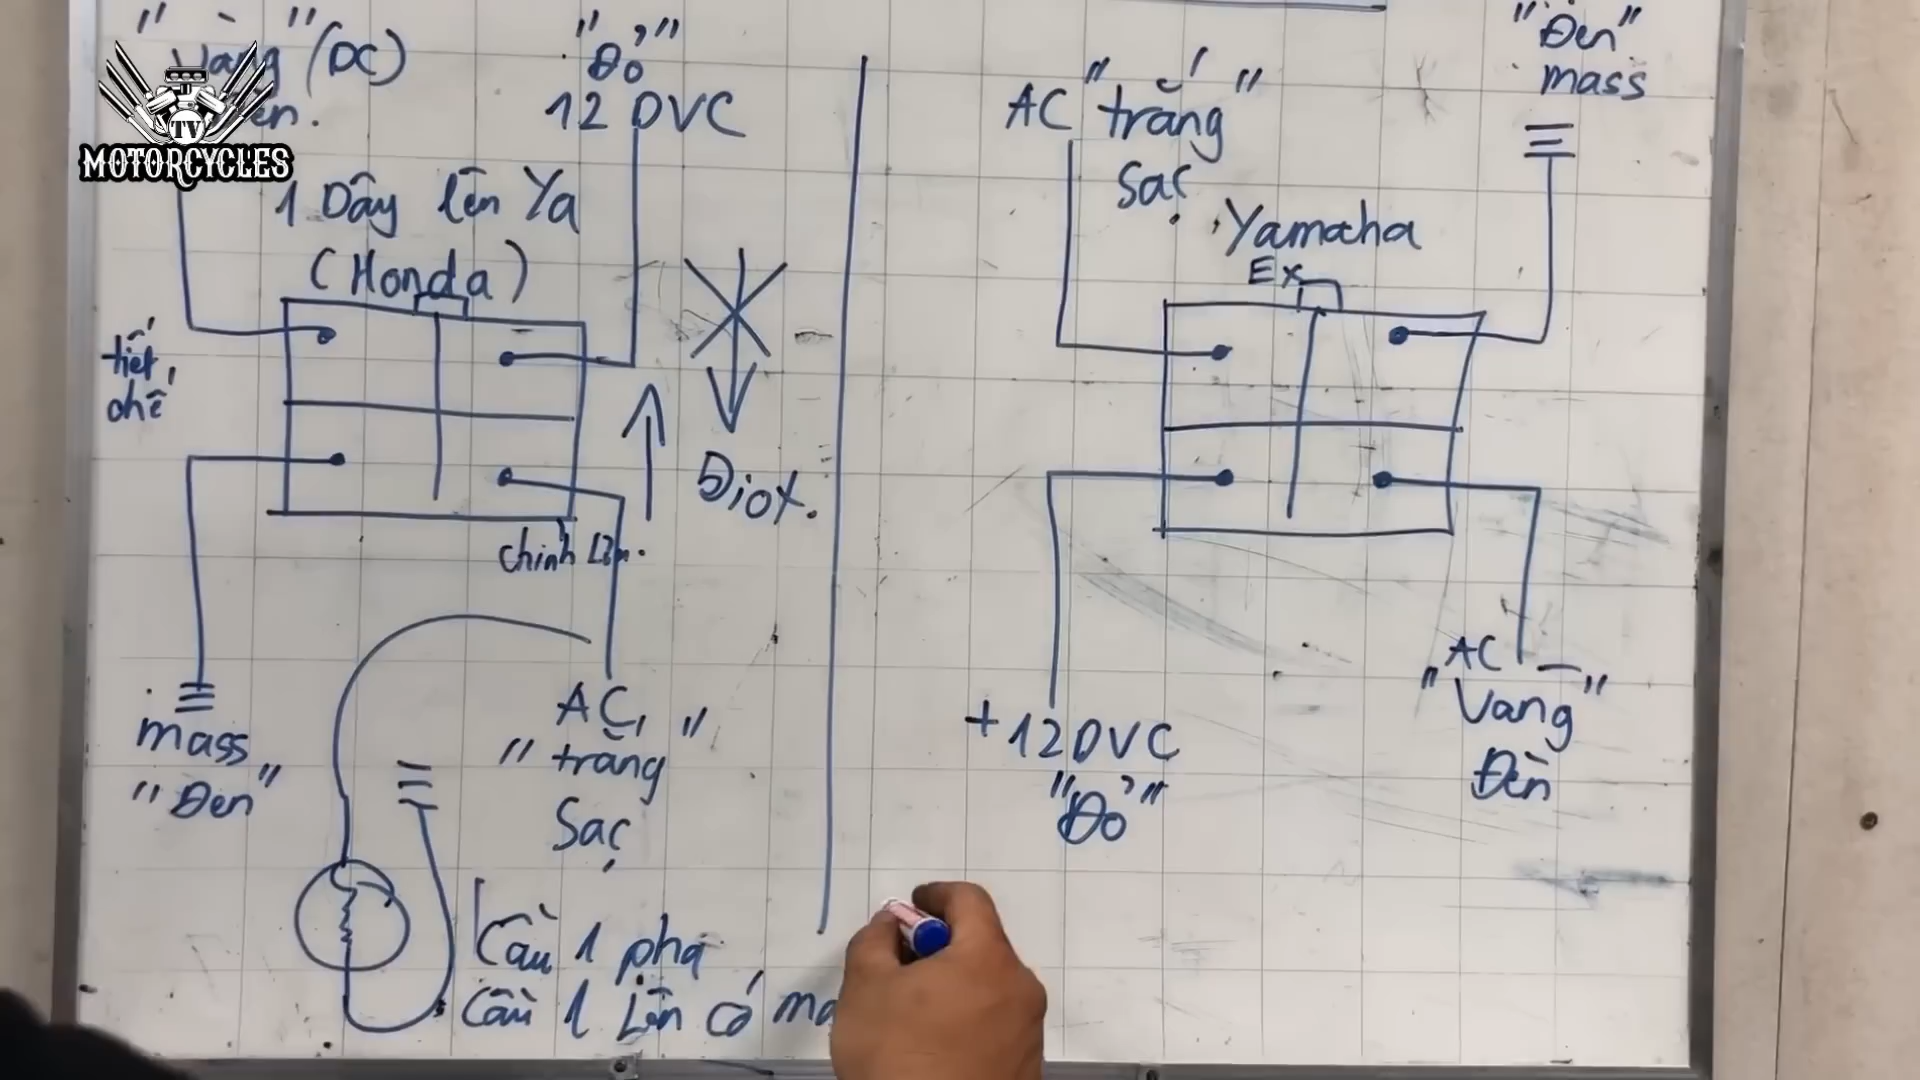 "Vàng" (DC)
"Đỏ"
12 DVC
TV
MOTORCYCLES
1 Dây lên Ya
(Honda)
tiết
chế
Điot.
chỉnh Lưu.
mass
"Đen"
AC
"trắng"
Sạc
Cầu 1 pha
Cầu 1 Lên có ma
AC "trắng"
Sạc
"Đen"
mass
Yamaha
Ex
+12DVC
"Đỏ"
AC
"Vàng"
Đèn